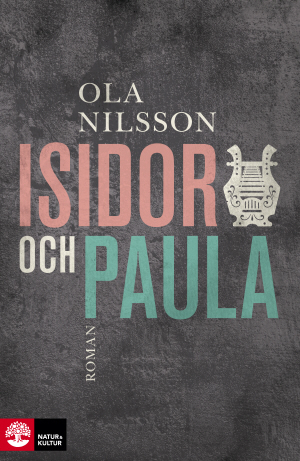 OLA
NILSSON
ISIDOR
OCH
PAULA
ROMAN
NATUR &
KULTUR